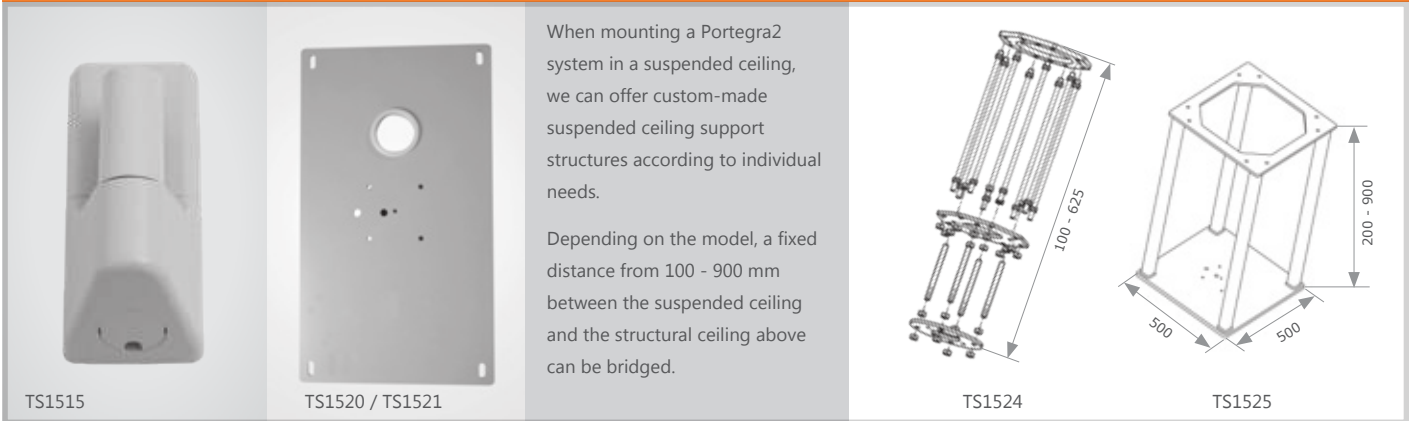 When mounting a Portegra2
system in a suspended ceiling,
we can offer custom-made
suspended ceiling support
structures according to individual
needs.
Depending on the model, a fixed
distance from 100 - 900 mm
between the suspended ceiling
and the structural ceiling above
can be bridged.
100 - 625
200 - 900
500
500
TS1515
TS1520 / TS1521
TS1524
TS1525